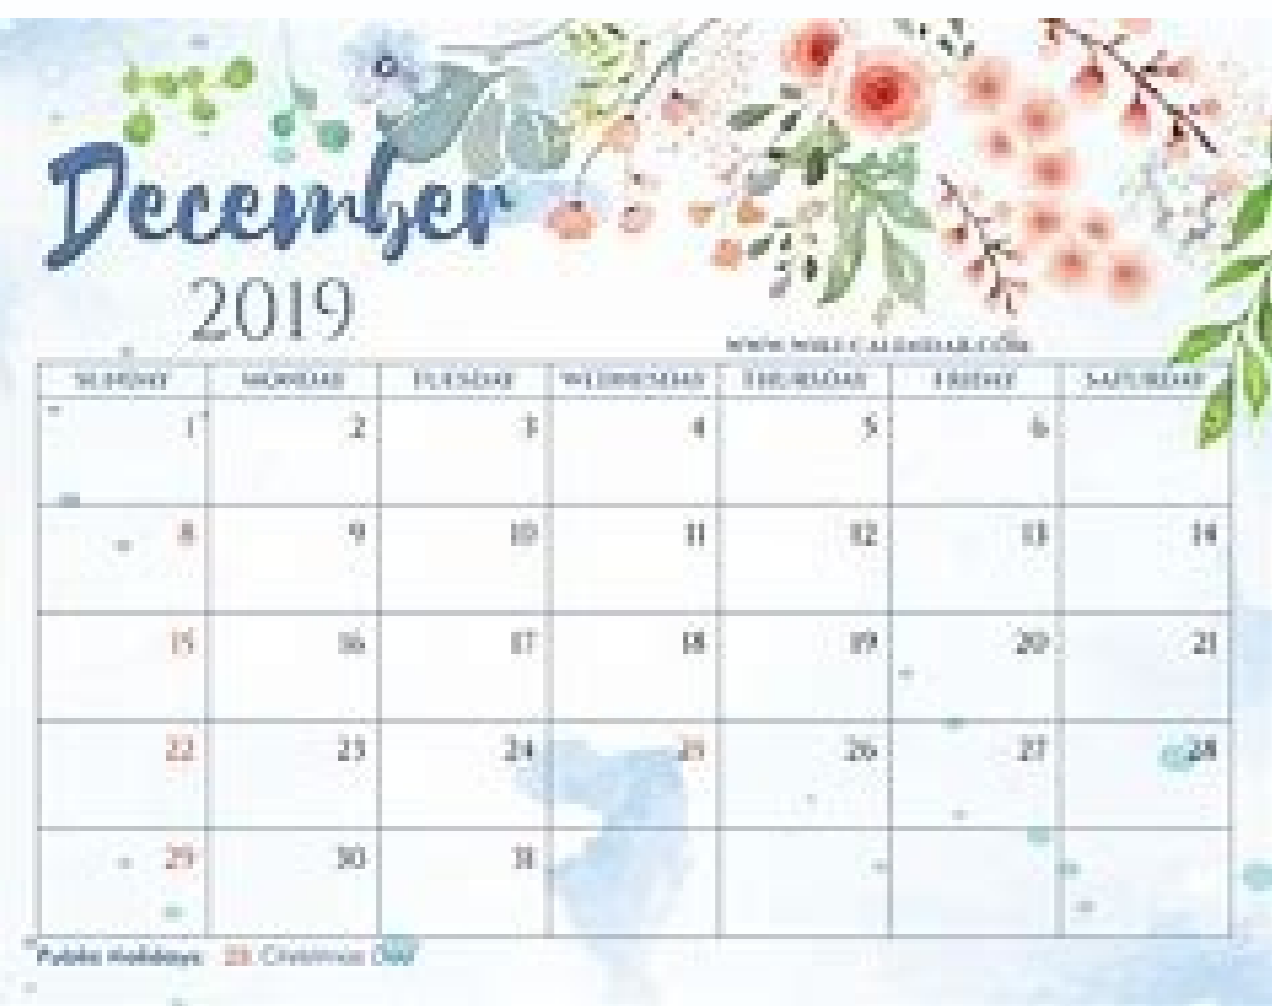 December
2019
SUNDAY MONDAY TUESDAY WEDNESDAY THURSDAY FRIDAY SATURDAY
1 2 3 4 5 6
8 9 10 11 12 13 14
15 16 17 18 19 20 21
22 23 24 25 26 27 28
29 30 31
Public Holidays 25 Christmas Day